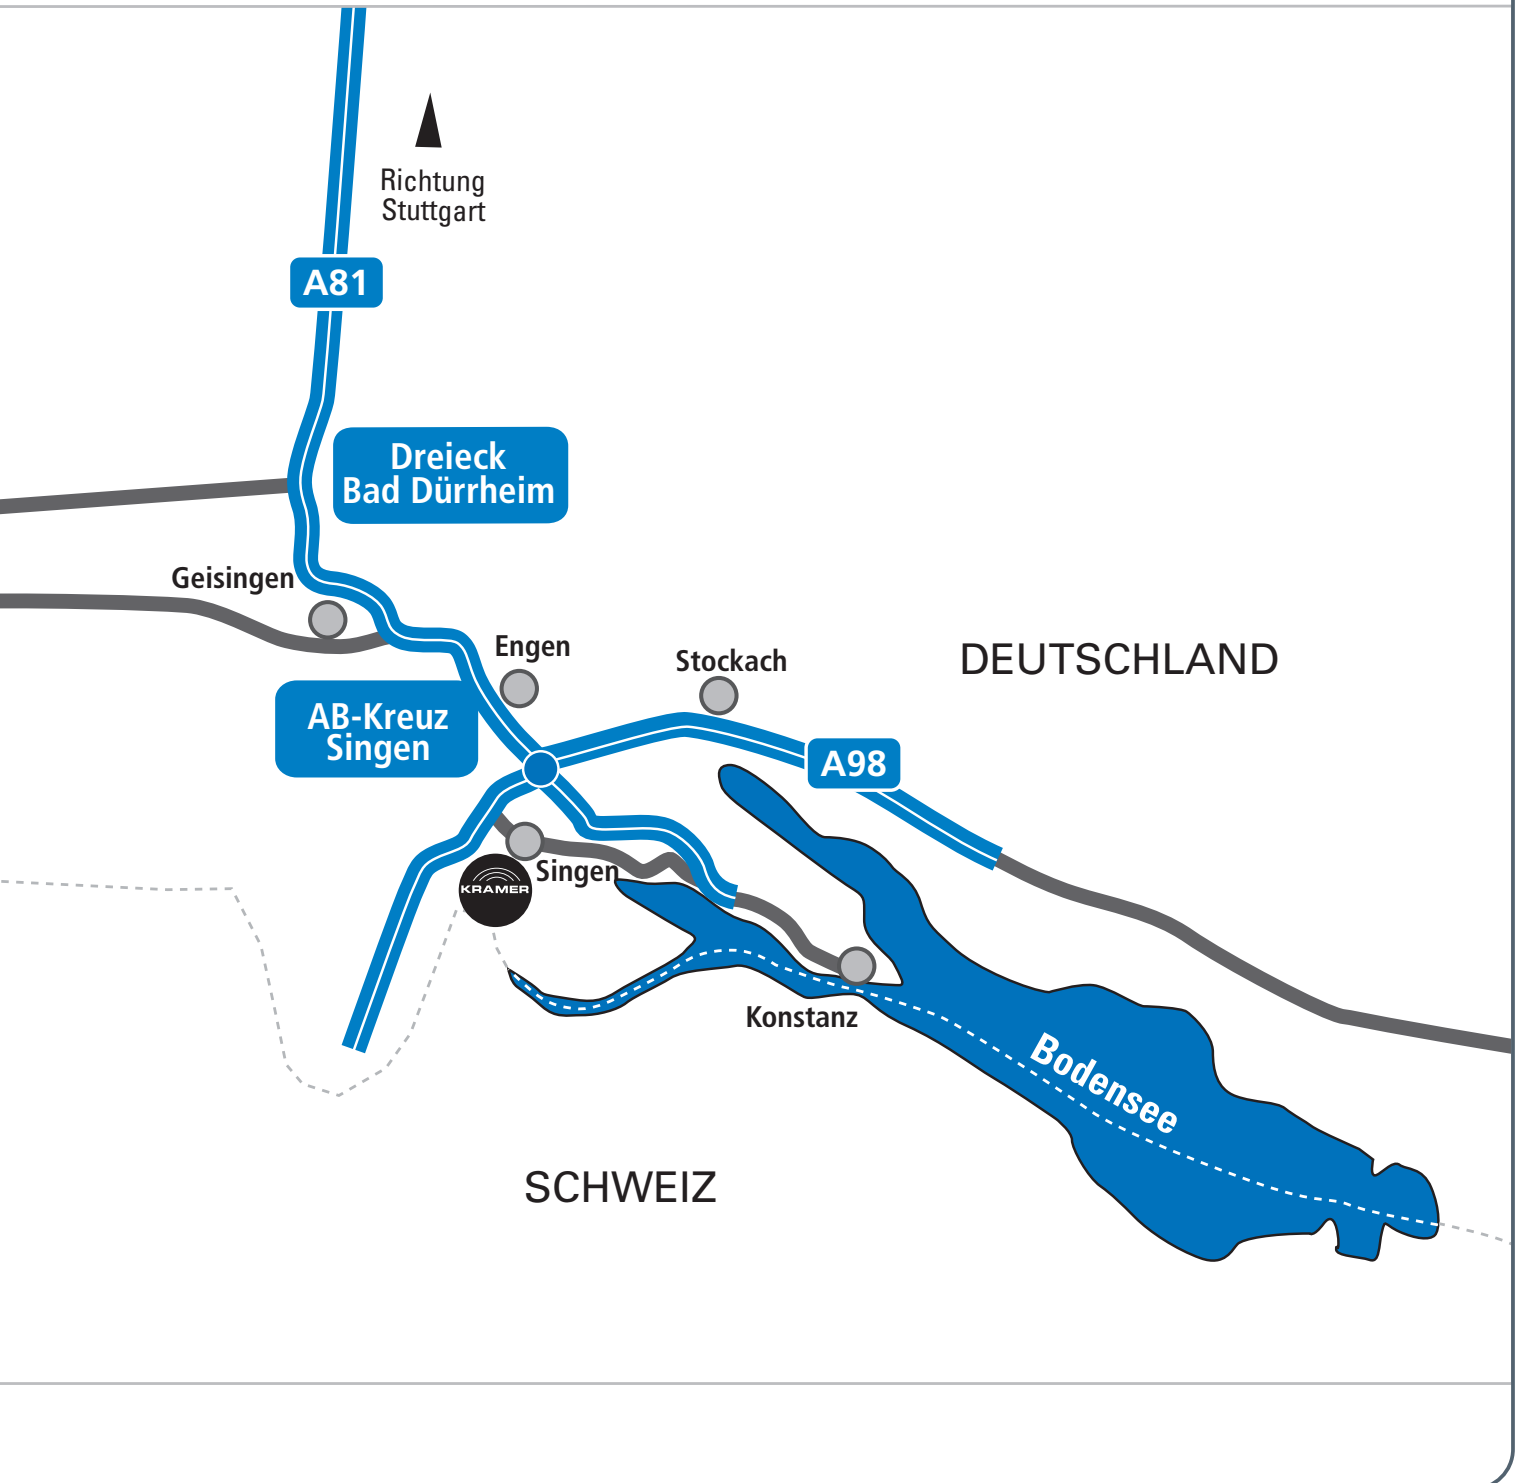 Richtung
Stuttgart
A81
Dreieck
Bad Dürrheim
Geisingen
Engen
Stockach
DEUTSCHLAND
AB-Kreuz
Singen
A98
Singen
KRAMER
Konstanz
Bodensee
SCHWEIZ